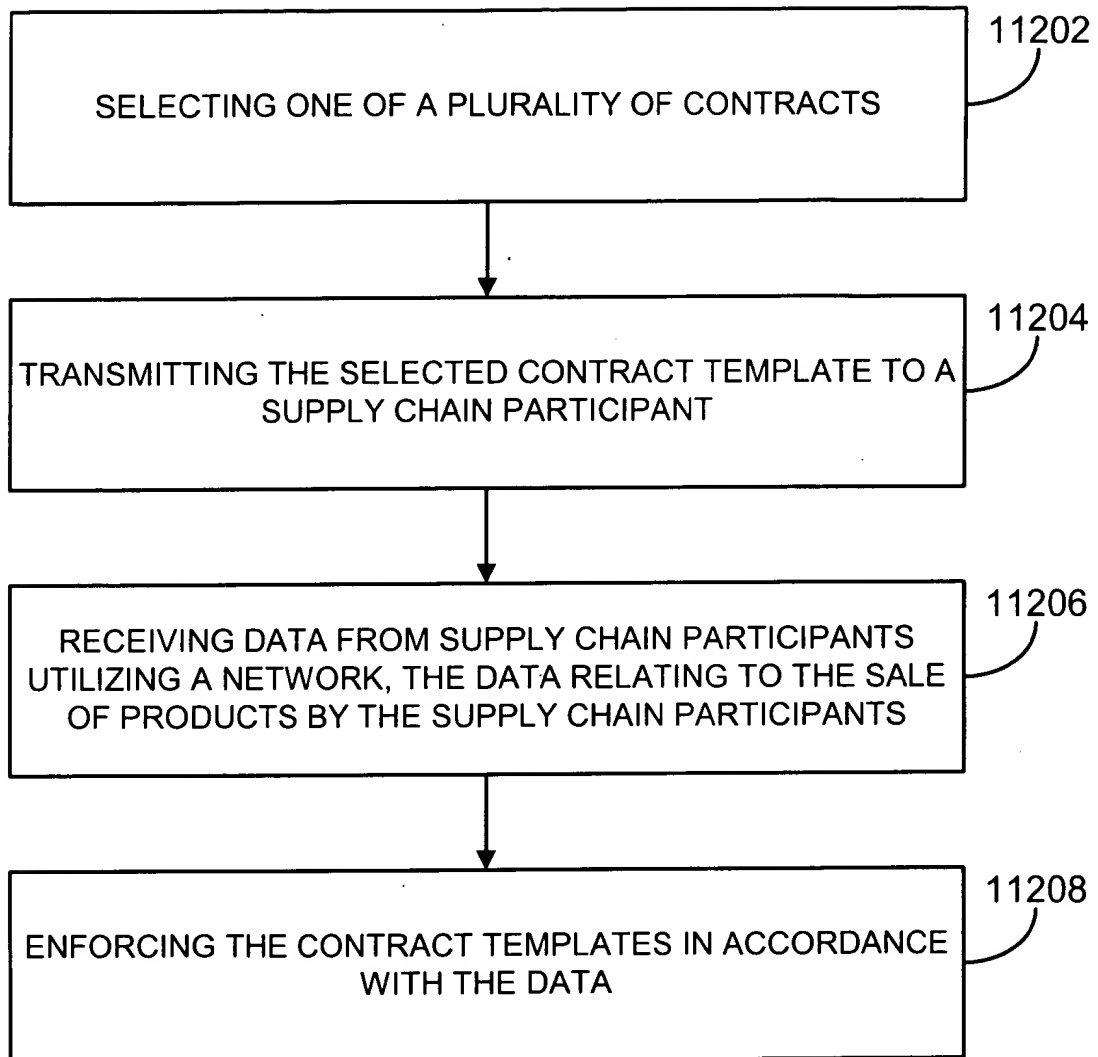 11202
SELECTING ONE OF A PLURALITY OF CONTRACTS
11204
TRANSMITTING THE SELECTED CONTRACT TEMPLATE TO A
SUPPLY CHAIN PARTICIPANT
11206
RECEIVING DATA FROM SUPPLY CHAIN PARTICIPANTS
UTILIZING A NETWORK, THE DATA RELATING TO THE SALE
OF PRODUCTS BY THE SUPPLY CHAIN PARTICIPANTS
11208
ENFORCING THE CONTRACT TEMPLATES IN ACCORDANCE
WITH THE DATA